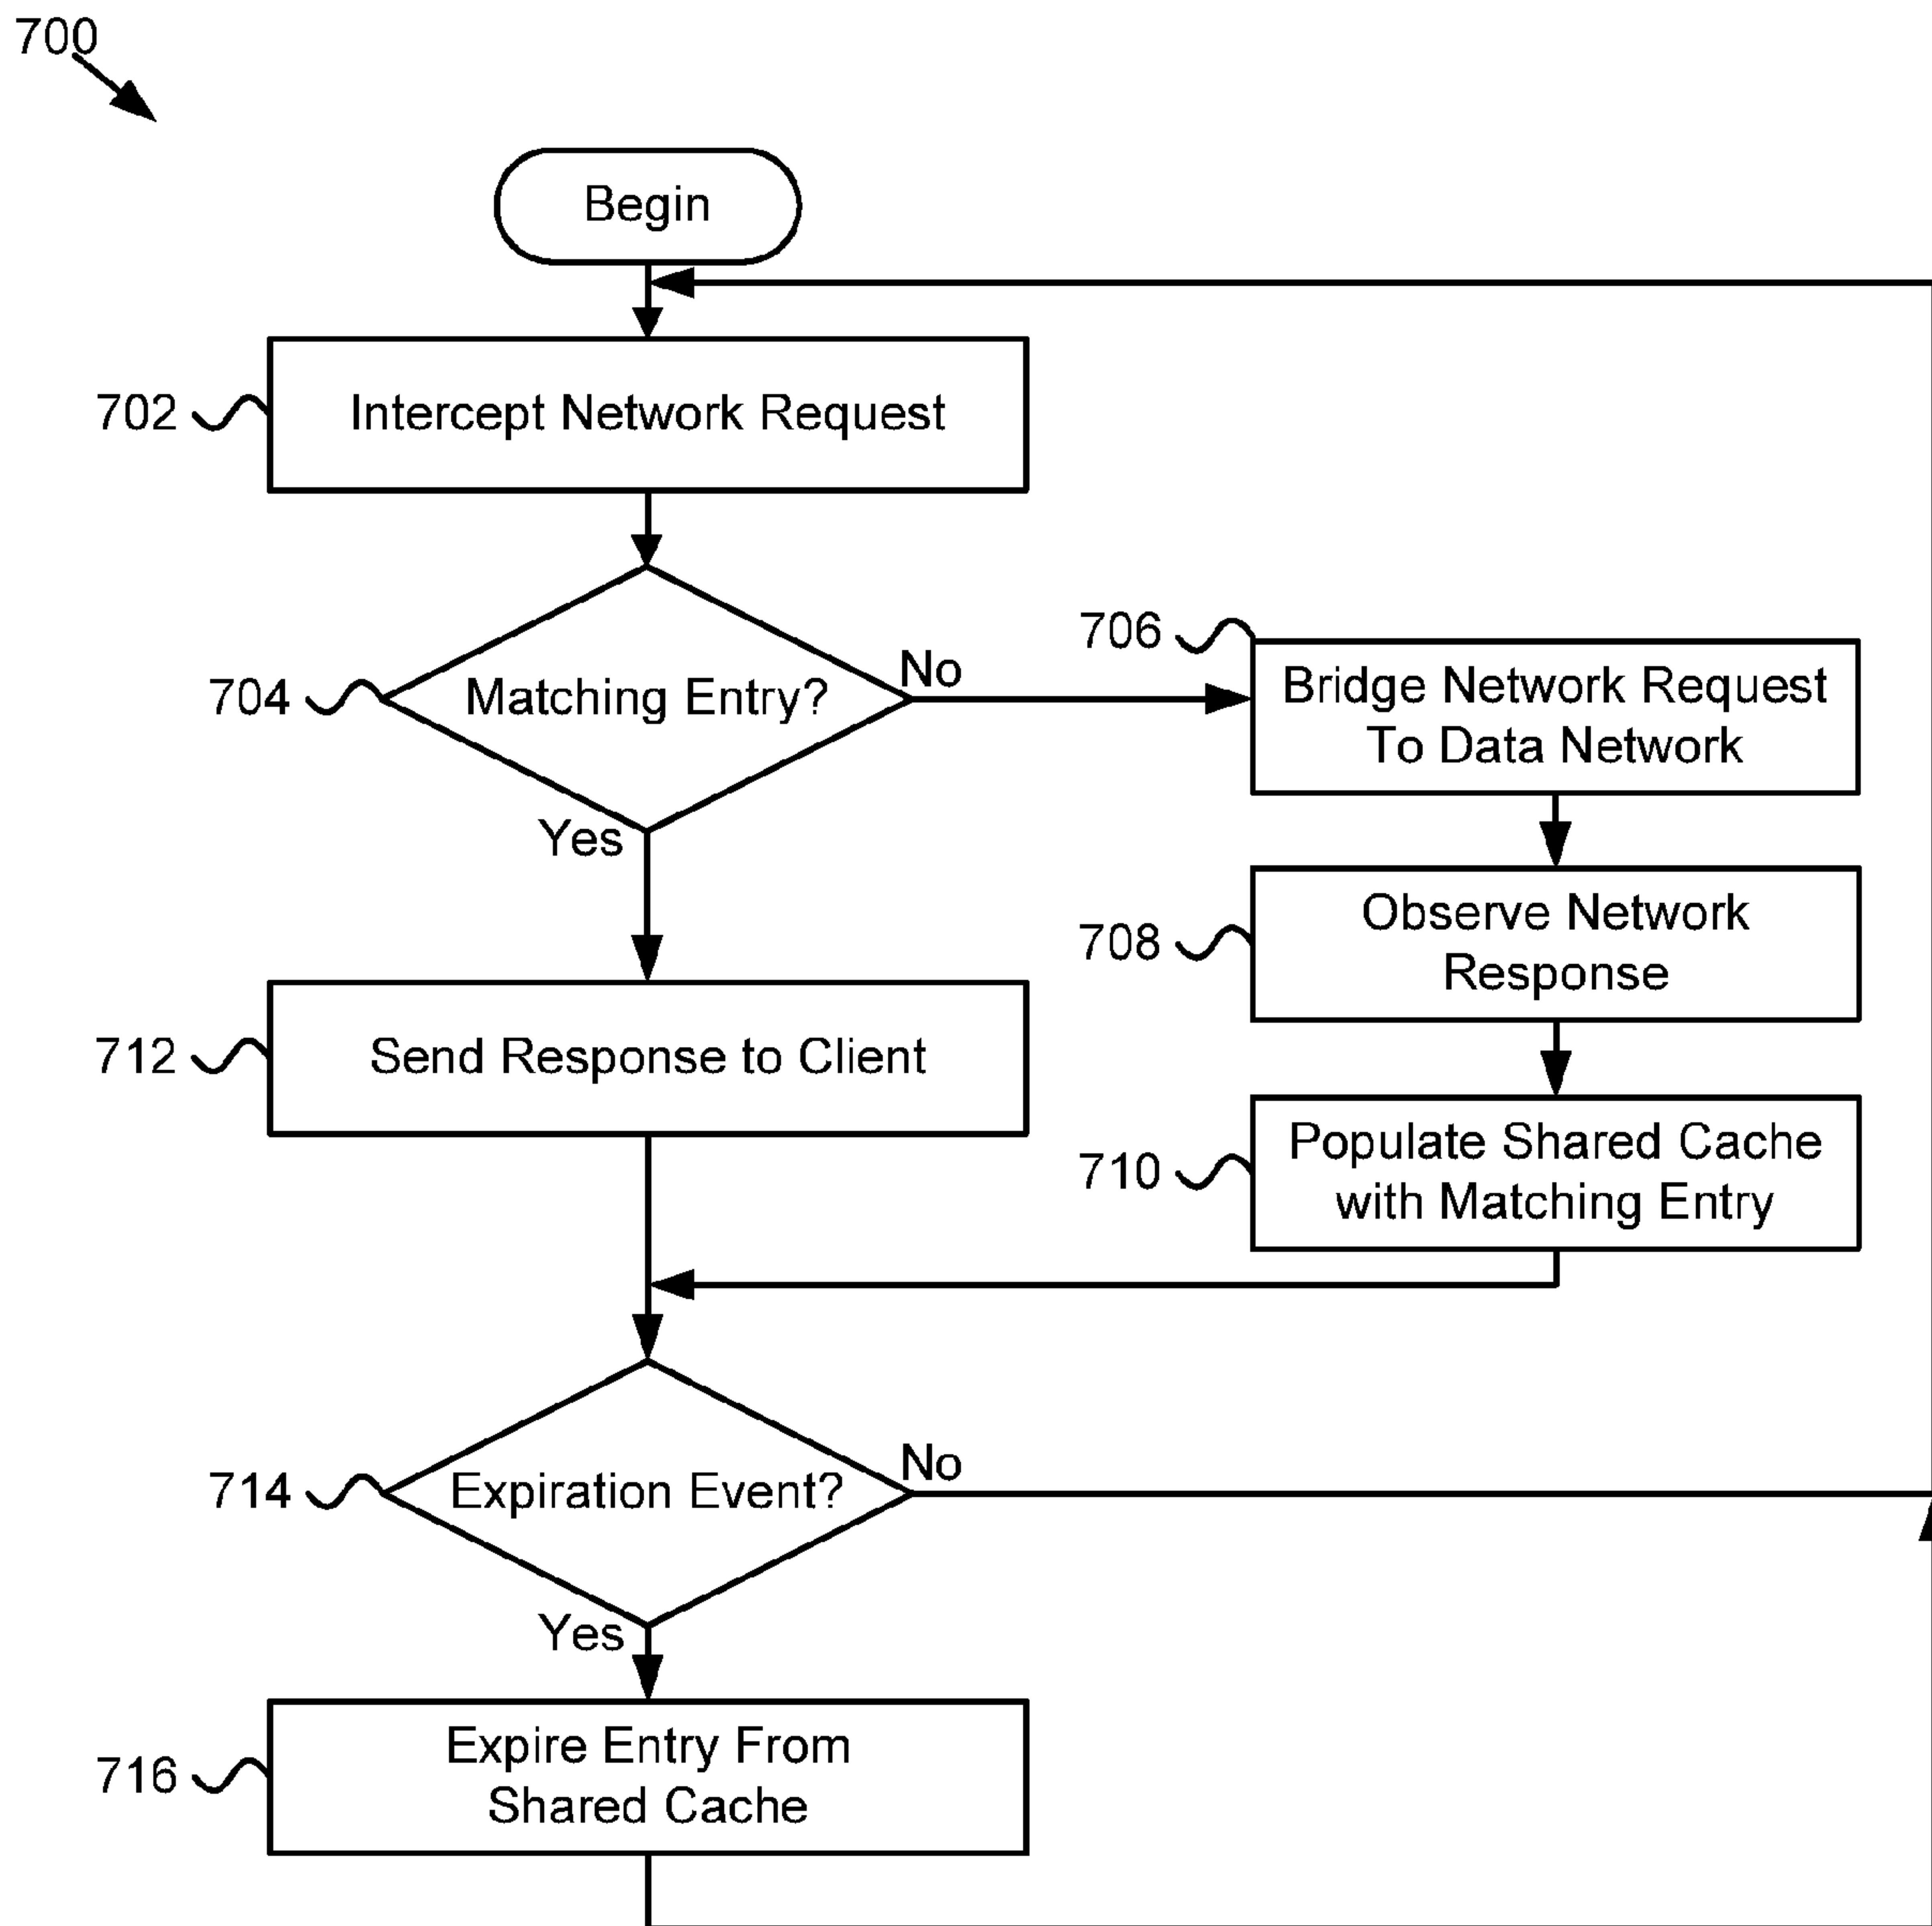 700
Begin
702
Intercept Network Request
704
Matching Entry?
No
Yes
706
Bridge Network Request
To Data Network
708
Observe Network
Response
710
Populate Shared Cache
with Matching Entry
712
Send Response to Client
714
Expiration Event?
No
Yes
716
Expire Entry From
Shared Cache